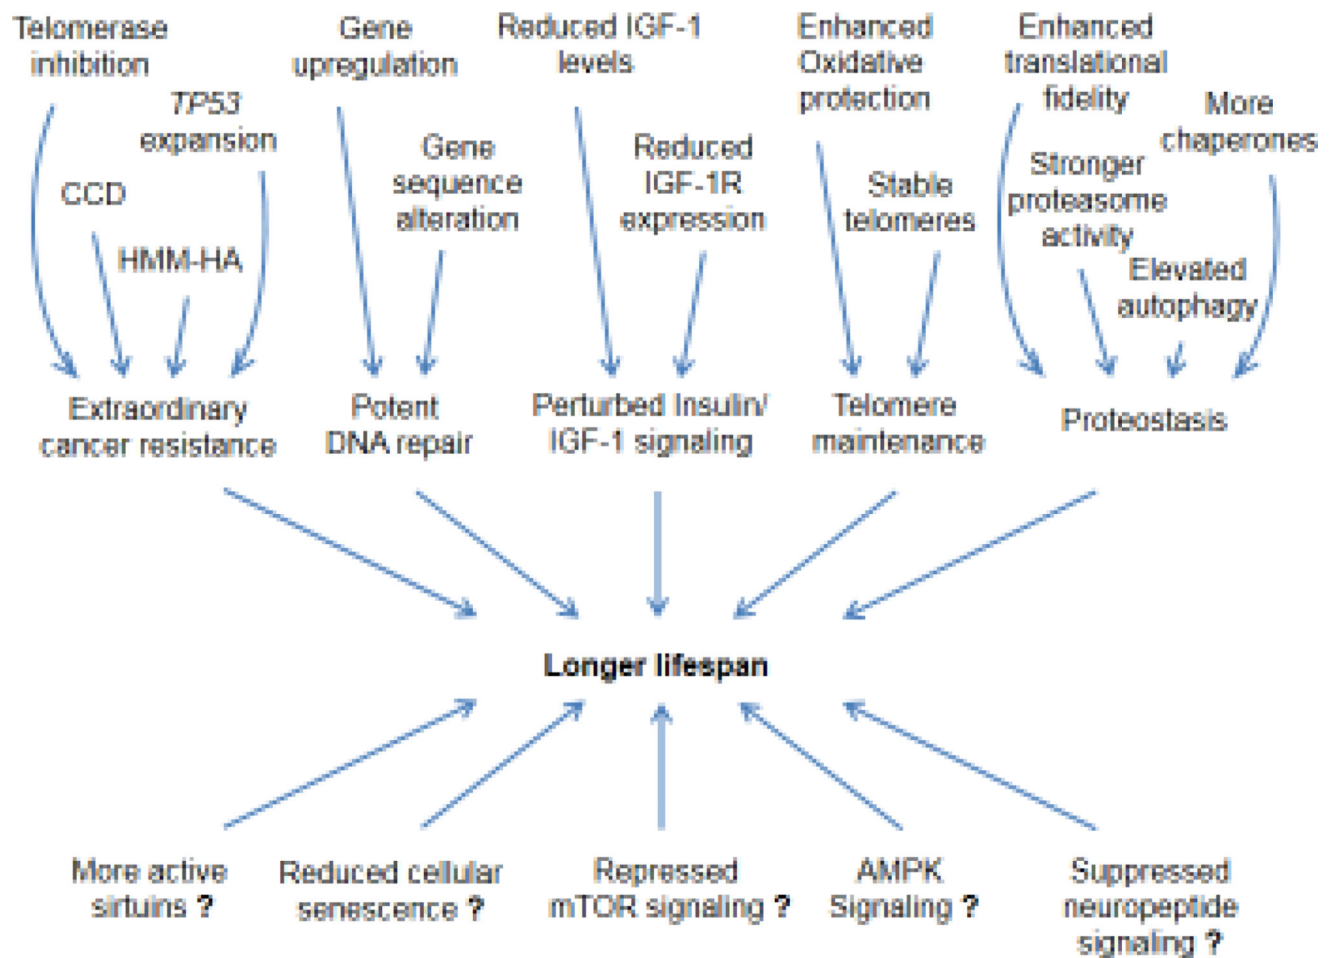 Telomerase
inhibition
TP53
expansion
CCD
HMM-HA
Gene
upregulation
Gene
sequence
alteration
Reduced IGF-1
levels
Reduced
IGF-1R
expression
Enhanced
Oxidative
protection
Stable
telomeres
Enhanced
translational
fidelity
More
chaperones
Stronger
proteasome
activity
Elevated
autophagy
Extraordinary
cancer resistance
Potent
DNA repair
Perturbed Insulin/
IGF-1 signaling
Telomere
maintenance
Proteostasis
Longer lifespan
More active
sirtuins ?
Reduced cellular
senescence ?
Repressed
mTOR signaling ?
AMPK
Signaling ?
Suppressed
neuropeptide
signaling ?